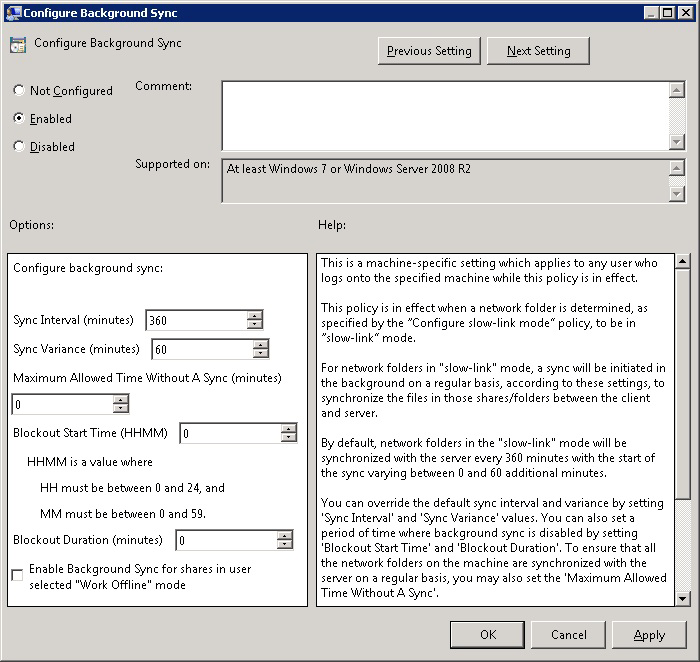 Configure Background Sync
Configure Background Sync
Previous Setting
Next Setting
Not Configured
Comment:
Enabled
Disabled
Supported on:
At least Windows 7 or Windows Server 2008 R2
Options:
Help:
Configure background sync:
Sync Interval (minutes)
360
Sync Variance (minutes)
60
Maximum Allowed Time Without A Sync (minutes)
0
Blockout Start Time (HHMM)
0
HHMM is a value where
HH must be between 0 and 24, and
MM must be between 0 and 59.
Blockout Duration (minutes)
0
Enable Background Sync for shares in user
selected "Work Offline" mode
This is a machine-specific setting which applies to any user who
logs onto the specified machine while this policy is in effect.
This policy is in effect when a network folder is determined, as
specified by the "Configure slow-link mode" policy, to be in
"slow-link" mode.
For network folders in "slow-link" mode, a sync will be initiated in
the background on a regular basis, according to these settings, to
synchronize the files in those shares/folders between the client
and server.
By default, network folders in the "slow-link" mode will be
synchronized with the server every 360 minutes with the start of
the sync varying between 0 and 60 additional minutes.
You can override the default sync interval and variance by setting
'Sync Interval' and 'Sync Variance' values. You can also set a
period of time where background sync is disabled by setting
'Blockout Start Time' and 'Blockout Duration'. To ensure that all
the network folders on the machine are synchronized with the
server on a regular basis, you may also set the 'Maximum Allowed
Time Without A Sync'.
OK
Cancel
Apply